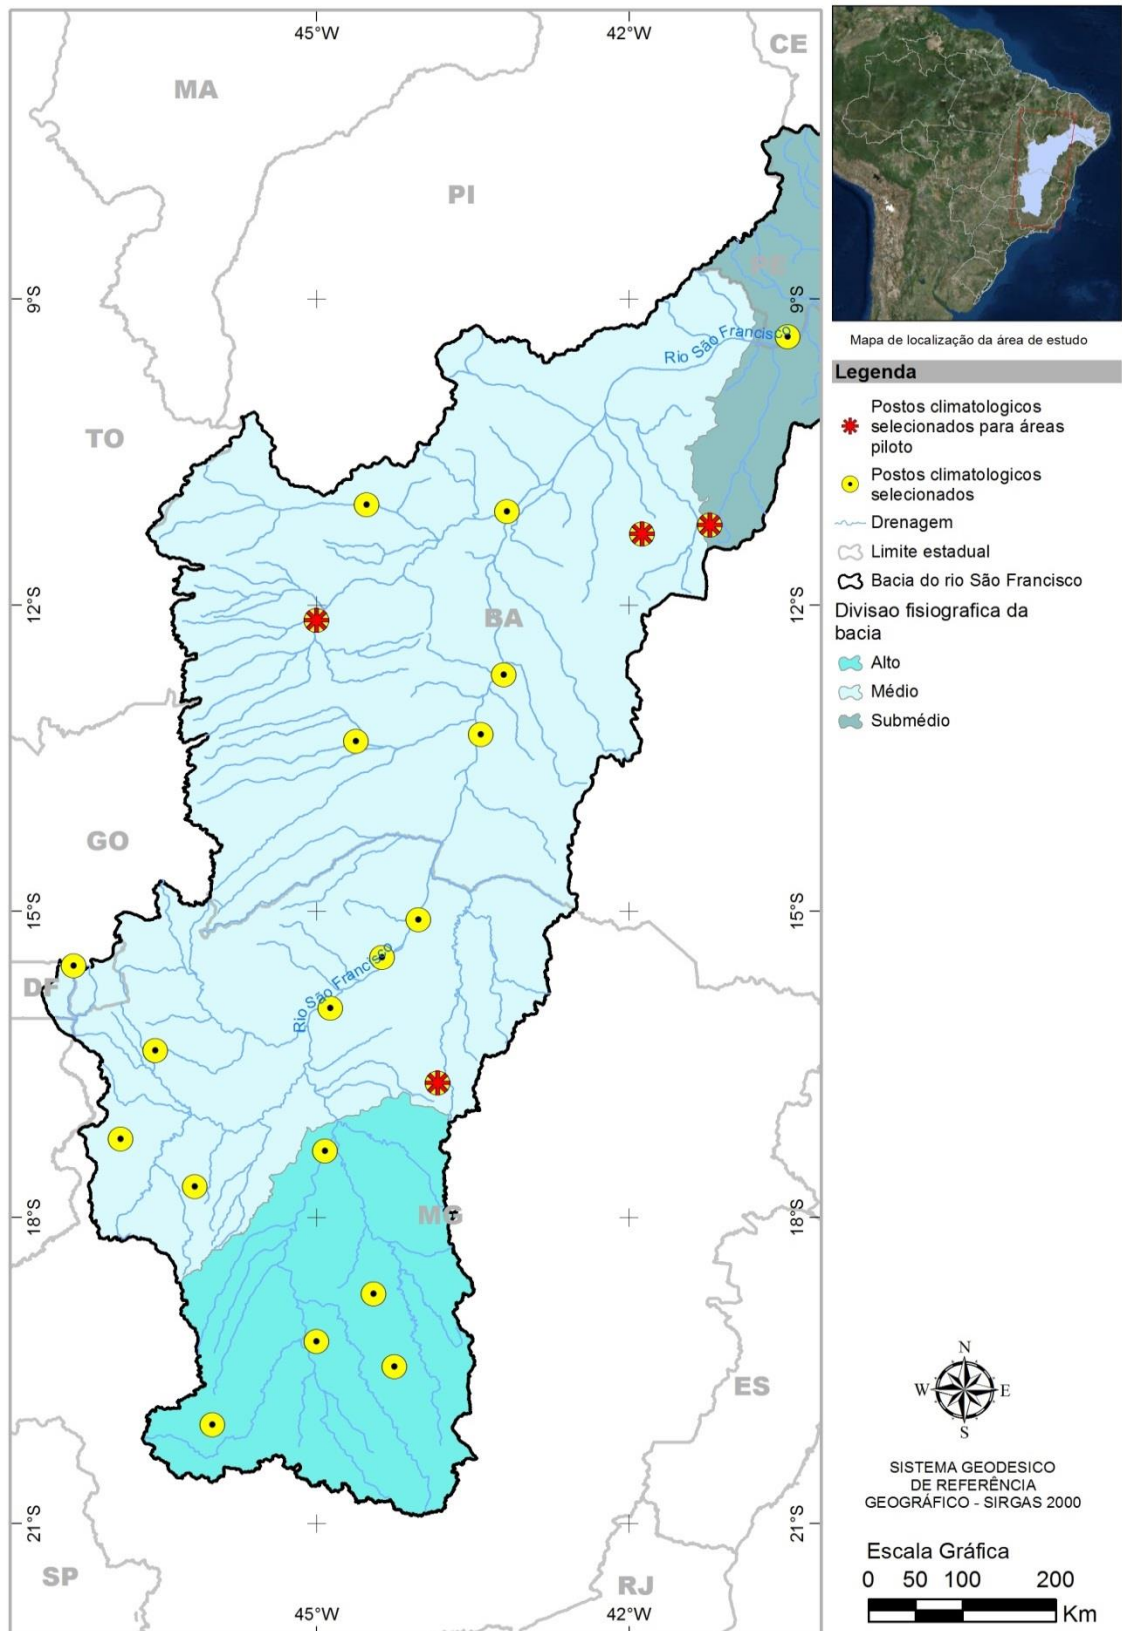 45°W
42°W
CE
MA
PI
PE
9°S
9°S
Rio São Francisco
TO
12°S
12°S
BA
GO
15°S
15°S
DF
Rio São Francisco
18°S
18°S
MG
ES
21°S
21°S
SP
RJ
45°W
42°W
Mapa de localização da área de estudo
Legenda
Postos climatologicos
selecionados para áreas
piloto
Postos climatologicos
selecionados
Drenagem
Limite estadual
Bacia do rio São Francisco
Divisao fisiografica da
bacia
Alto
Médio
Submédio
N
W E
S
SISTEMA GEODESICO
DE REFERÊNCIA
GEOGRÁFICO - SIRGAS 2000
Escala Gráfica
0 50 100 200
Km